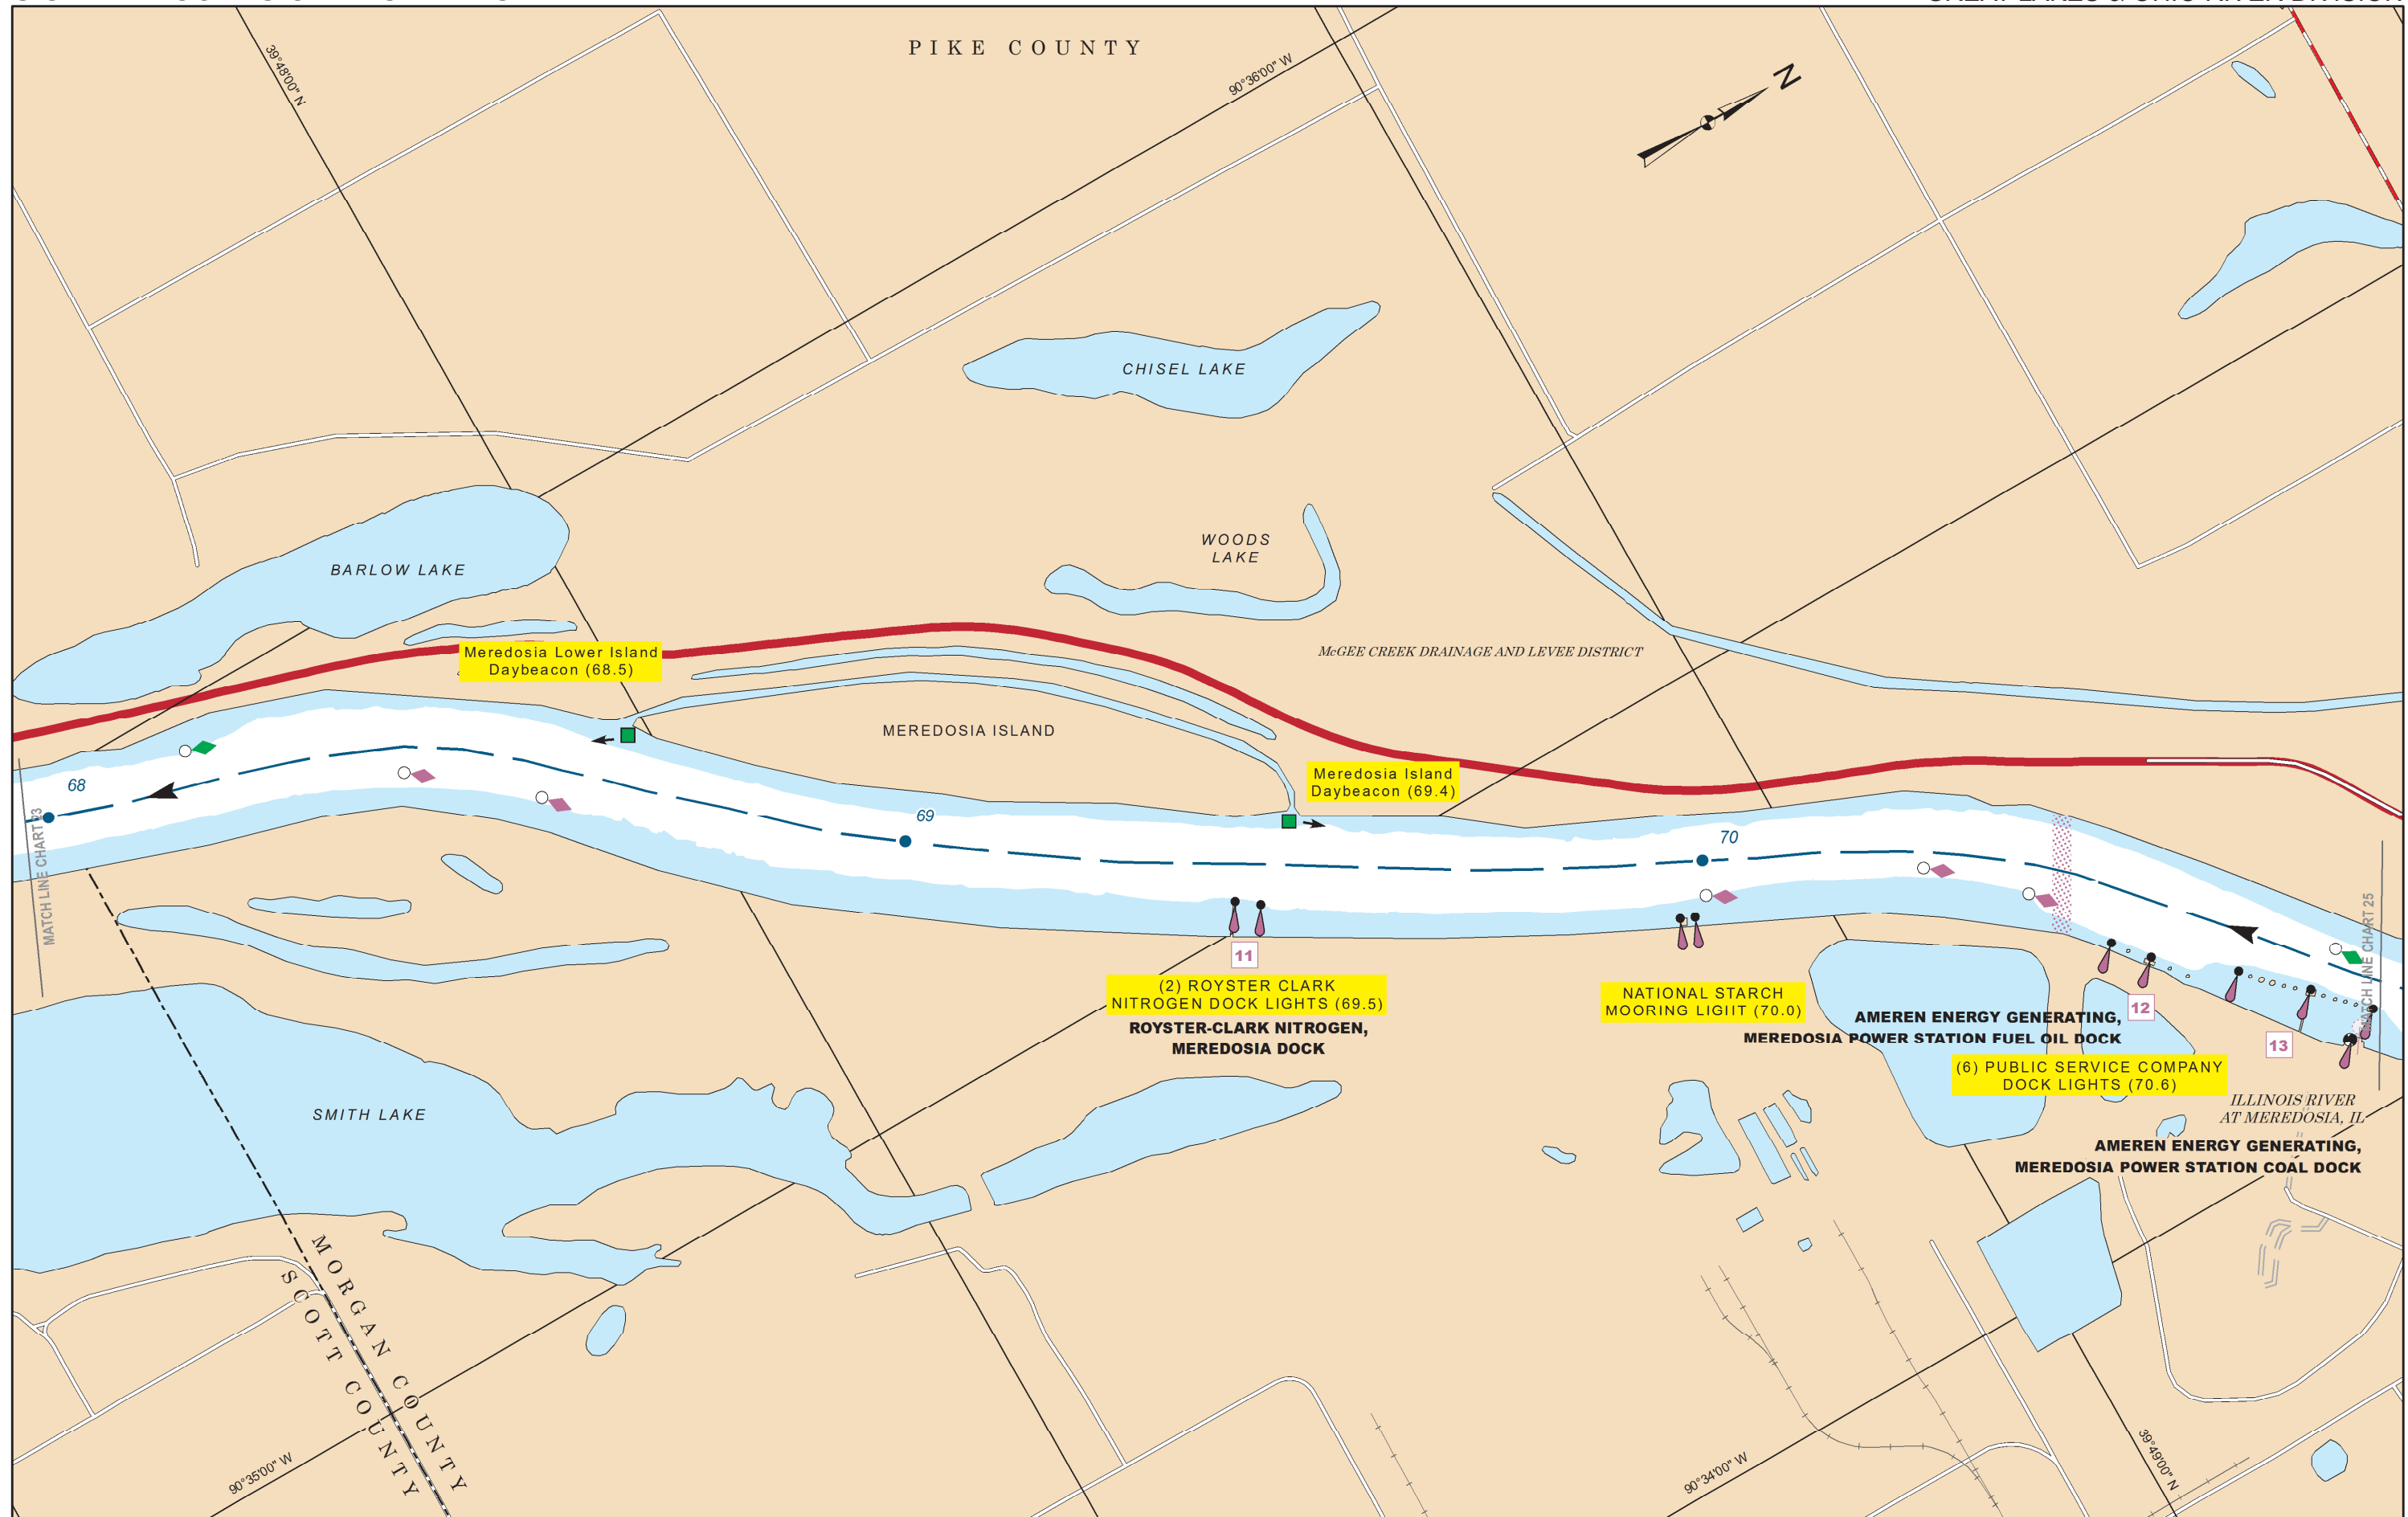 PIKE COUNTY
39°48'00" N
90°36'00" W
N
CHISEL LAKE
WOODS
LAKE
BARLOW LAKE
Meredosia Lower Island
Daybeacon (68.5)
McGEE CREEK DRAINAGE AND LEVEE DISTRICT
MEREDOSIA ISLAND
Meredosia Island
Daybeacon (69.4)
68
69
70
MATCH LINE CHART 23
MATCH LINE CHART 25
11
(2) ROYSTER CLARK
NITROGEN DOCK LIGHTS (69.5)
ROYSTER-CLARK NITROGEN,
MEREDOSIA DOCK
NATIONAL STARCH
MOORING LIGIIT (70.0)
12
AMEREN ENERGY GENERATING,
MEREDOSIA POWER STATION FUEL OIL DOCK
13
(6) PUBLIC SERVICE COMPANY
DOCK LIGHTS (70.6)
ILLINOIS RIVER
AT MEREDOSIA, IL
AMEREN ENERGY GENERATING,
MEREDOSIA POWER STATION COAL DOCK
SMITH LAKE
MORGAN COUNTY
SCOTT COUNTY
90°35'00" W
90°34'00" W
39°49'00" N